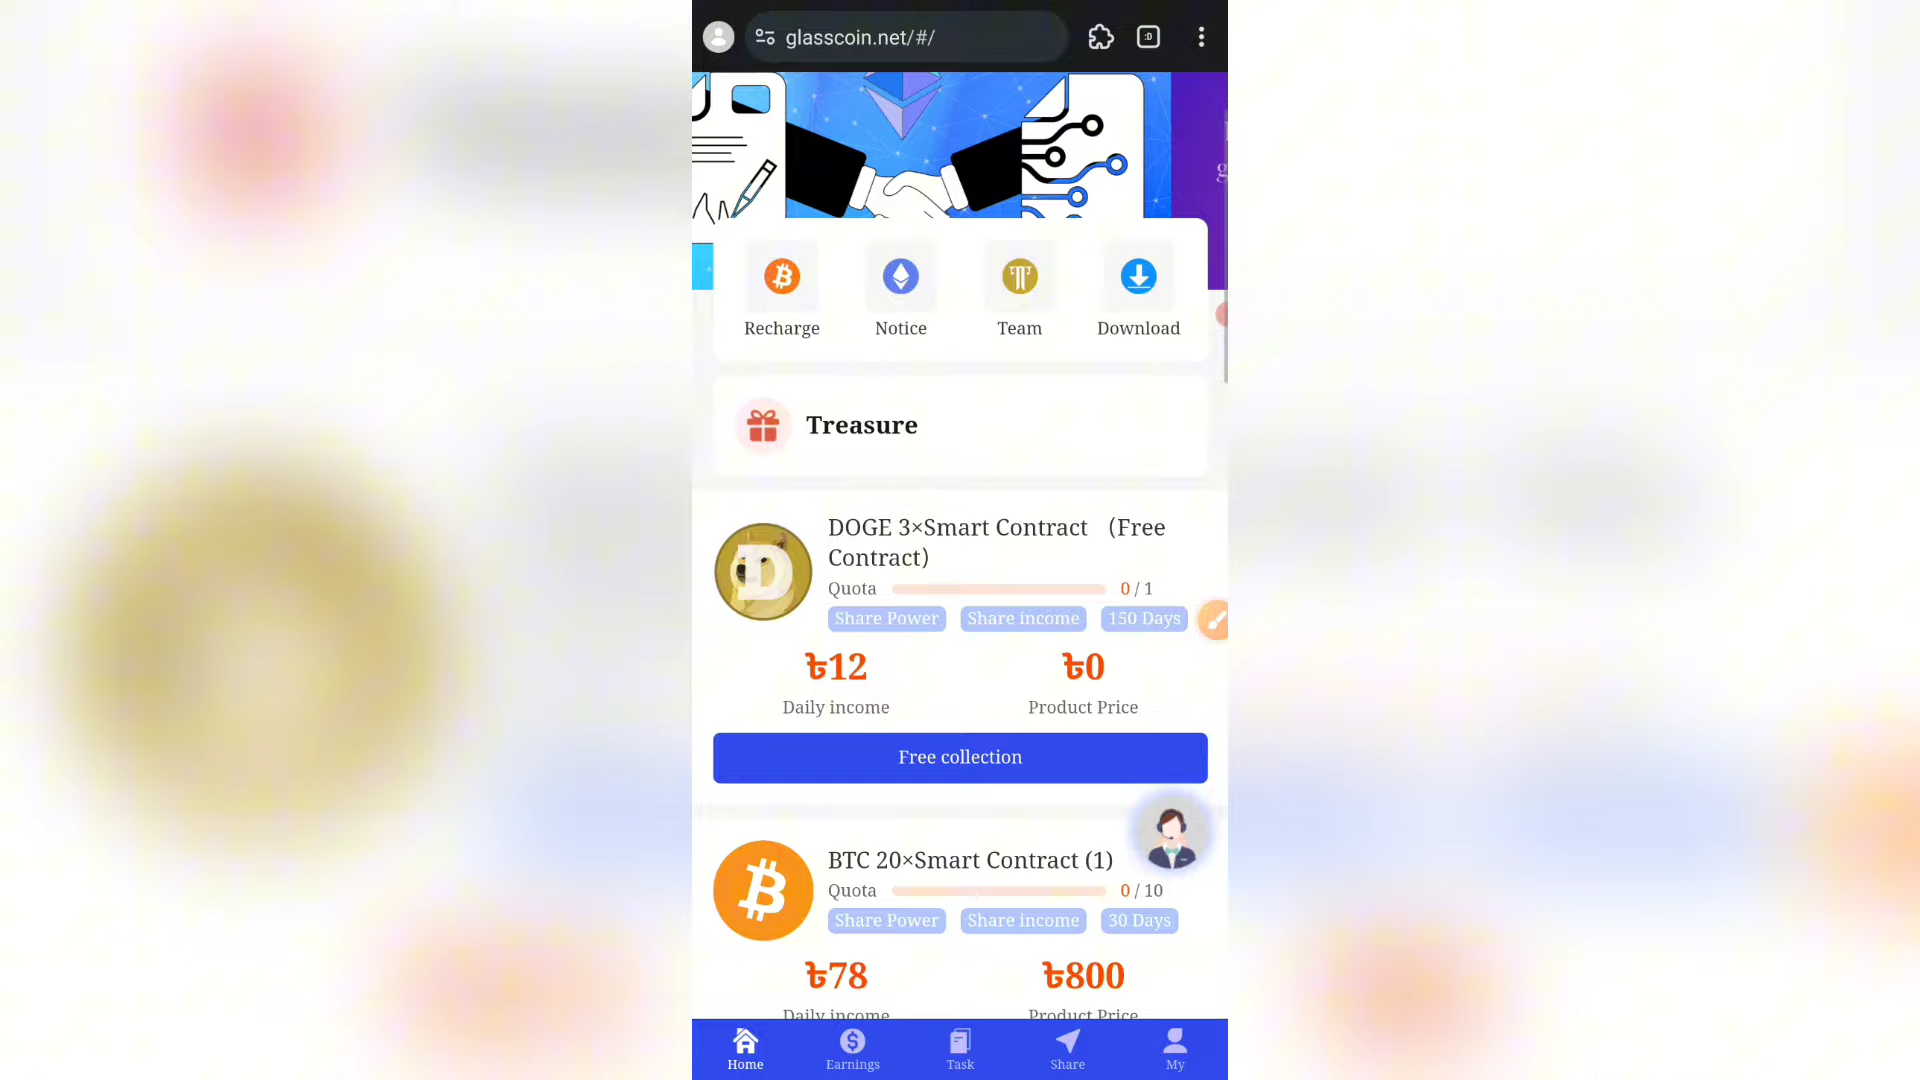 glasscoin.net/#/
:D
Recharge
Notice
Team
Download
Treasure
DOGE 3×Smart Contract （Free
Contract）
Quota
0 / 1
Share Power
Share income
150 Days
৳12
৳0
Daily income
Product Price
Free collection
BTC 20×Smart Contract (1)
Quota
0 / 10
Share Power
Share income
30 Days
৳78
৳800
Daily income
Product Price
Home
Earnings
Task
Share
My